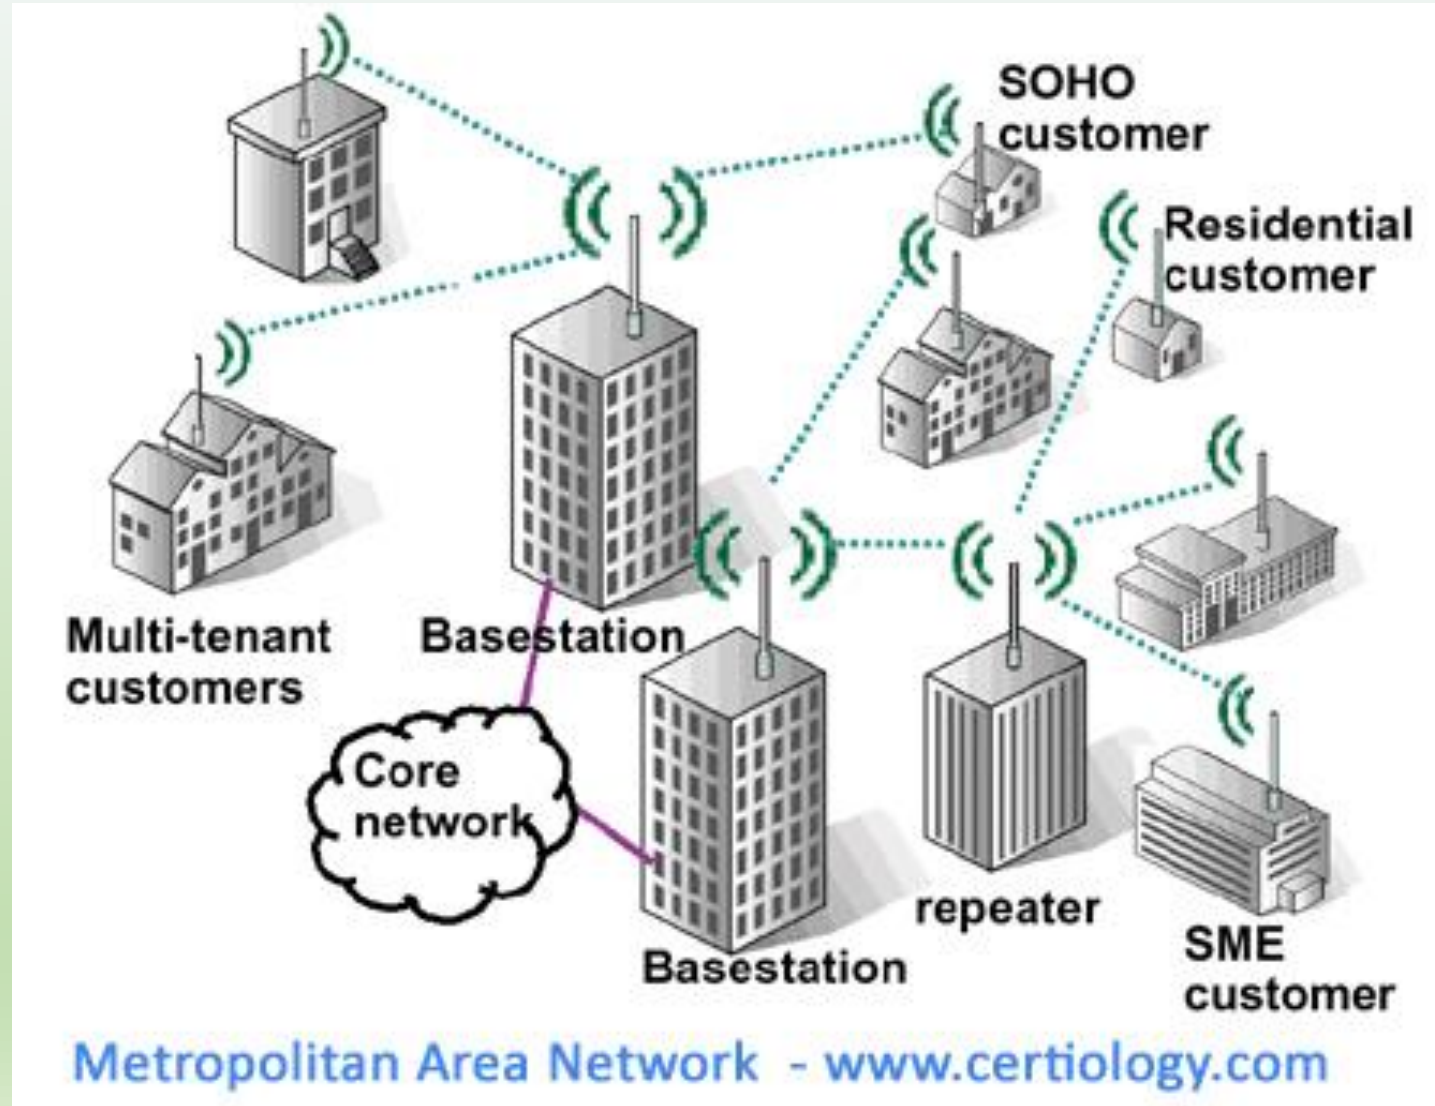 SOHO
customer
Residential
customer
Multi-tenant
customers
Basestation
Core
network
repeater
Basestation
SME
customer
Metropolitan Area Network - www.certiology.com